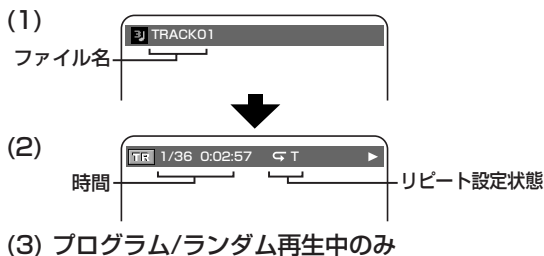 (1)
TRACK01
ファイル名
(2)
TR 1/36 0:02:57 T
時間
リピート設定状態
(3) プログラム/ランダム再生中のみ